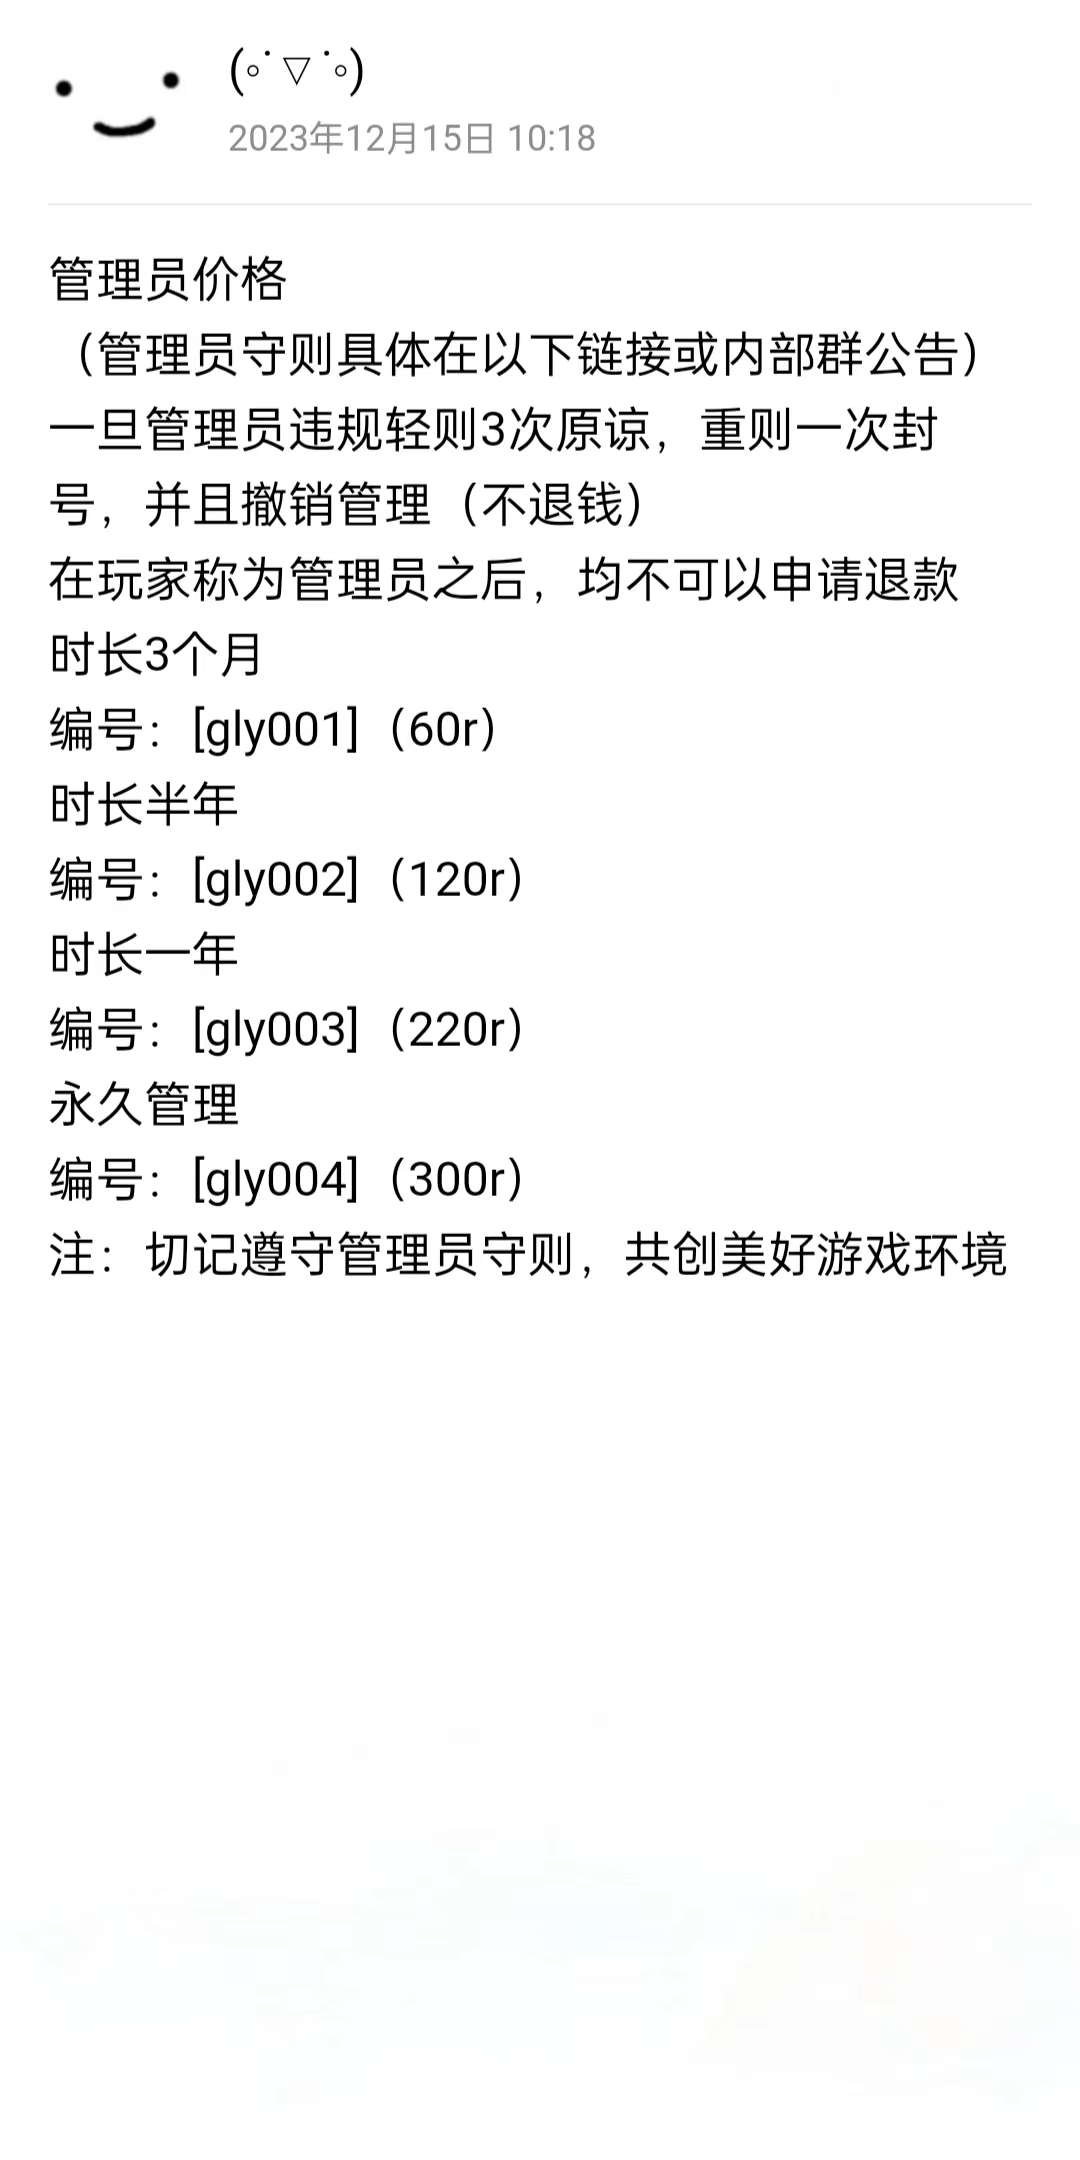 (°˙▽˙°)
2023年12月15日 10:18
管理员价格
（管理员守则具体在以下链接或内部群公告）
一旦管理员违规轻则3次原谅，重则一次封
号，并且撤销管理（不退钱）
在玩家称为管理员之后，均不可以申请退款
时长3个月
编号：[gly001]（60r）
时长半年
编号：[gly002]（120r）
时长一年
编号：[gly003]（220r）
永久管理
编号：[gly004]（300r）
注：切记遵守管理员守则，共创美好游戏环境